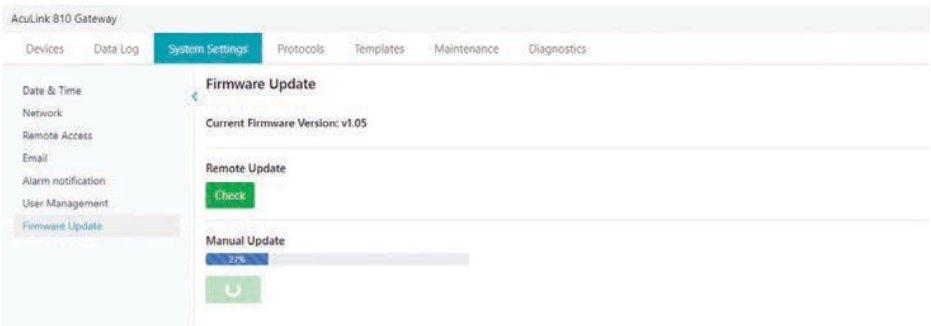 AcuLink 810 Gateway
Devices Data Log System Settings Protocols Templates Maintenance Diagnostics
Date & Time
Network
Remote Access
Email
Alarm notification
User Management
Firmware Update
Firmware Update
Current Firmware Version: v1.05
Remote Update
Check
Manual Update
27%